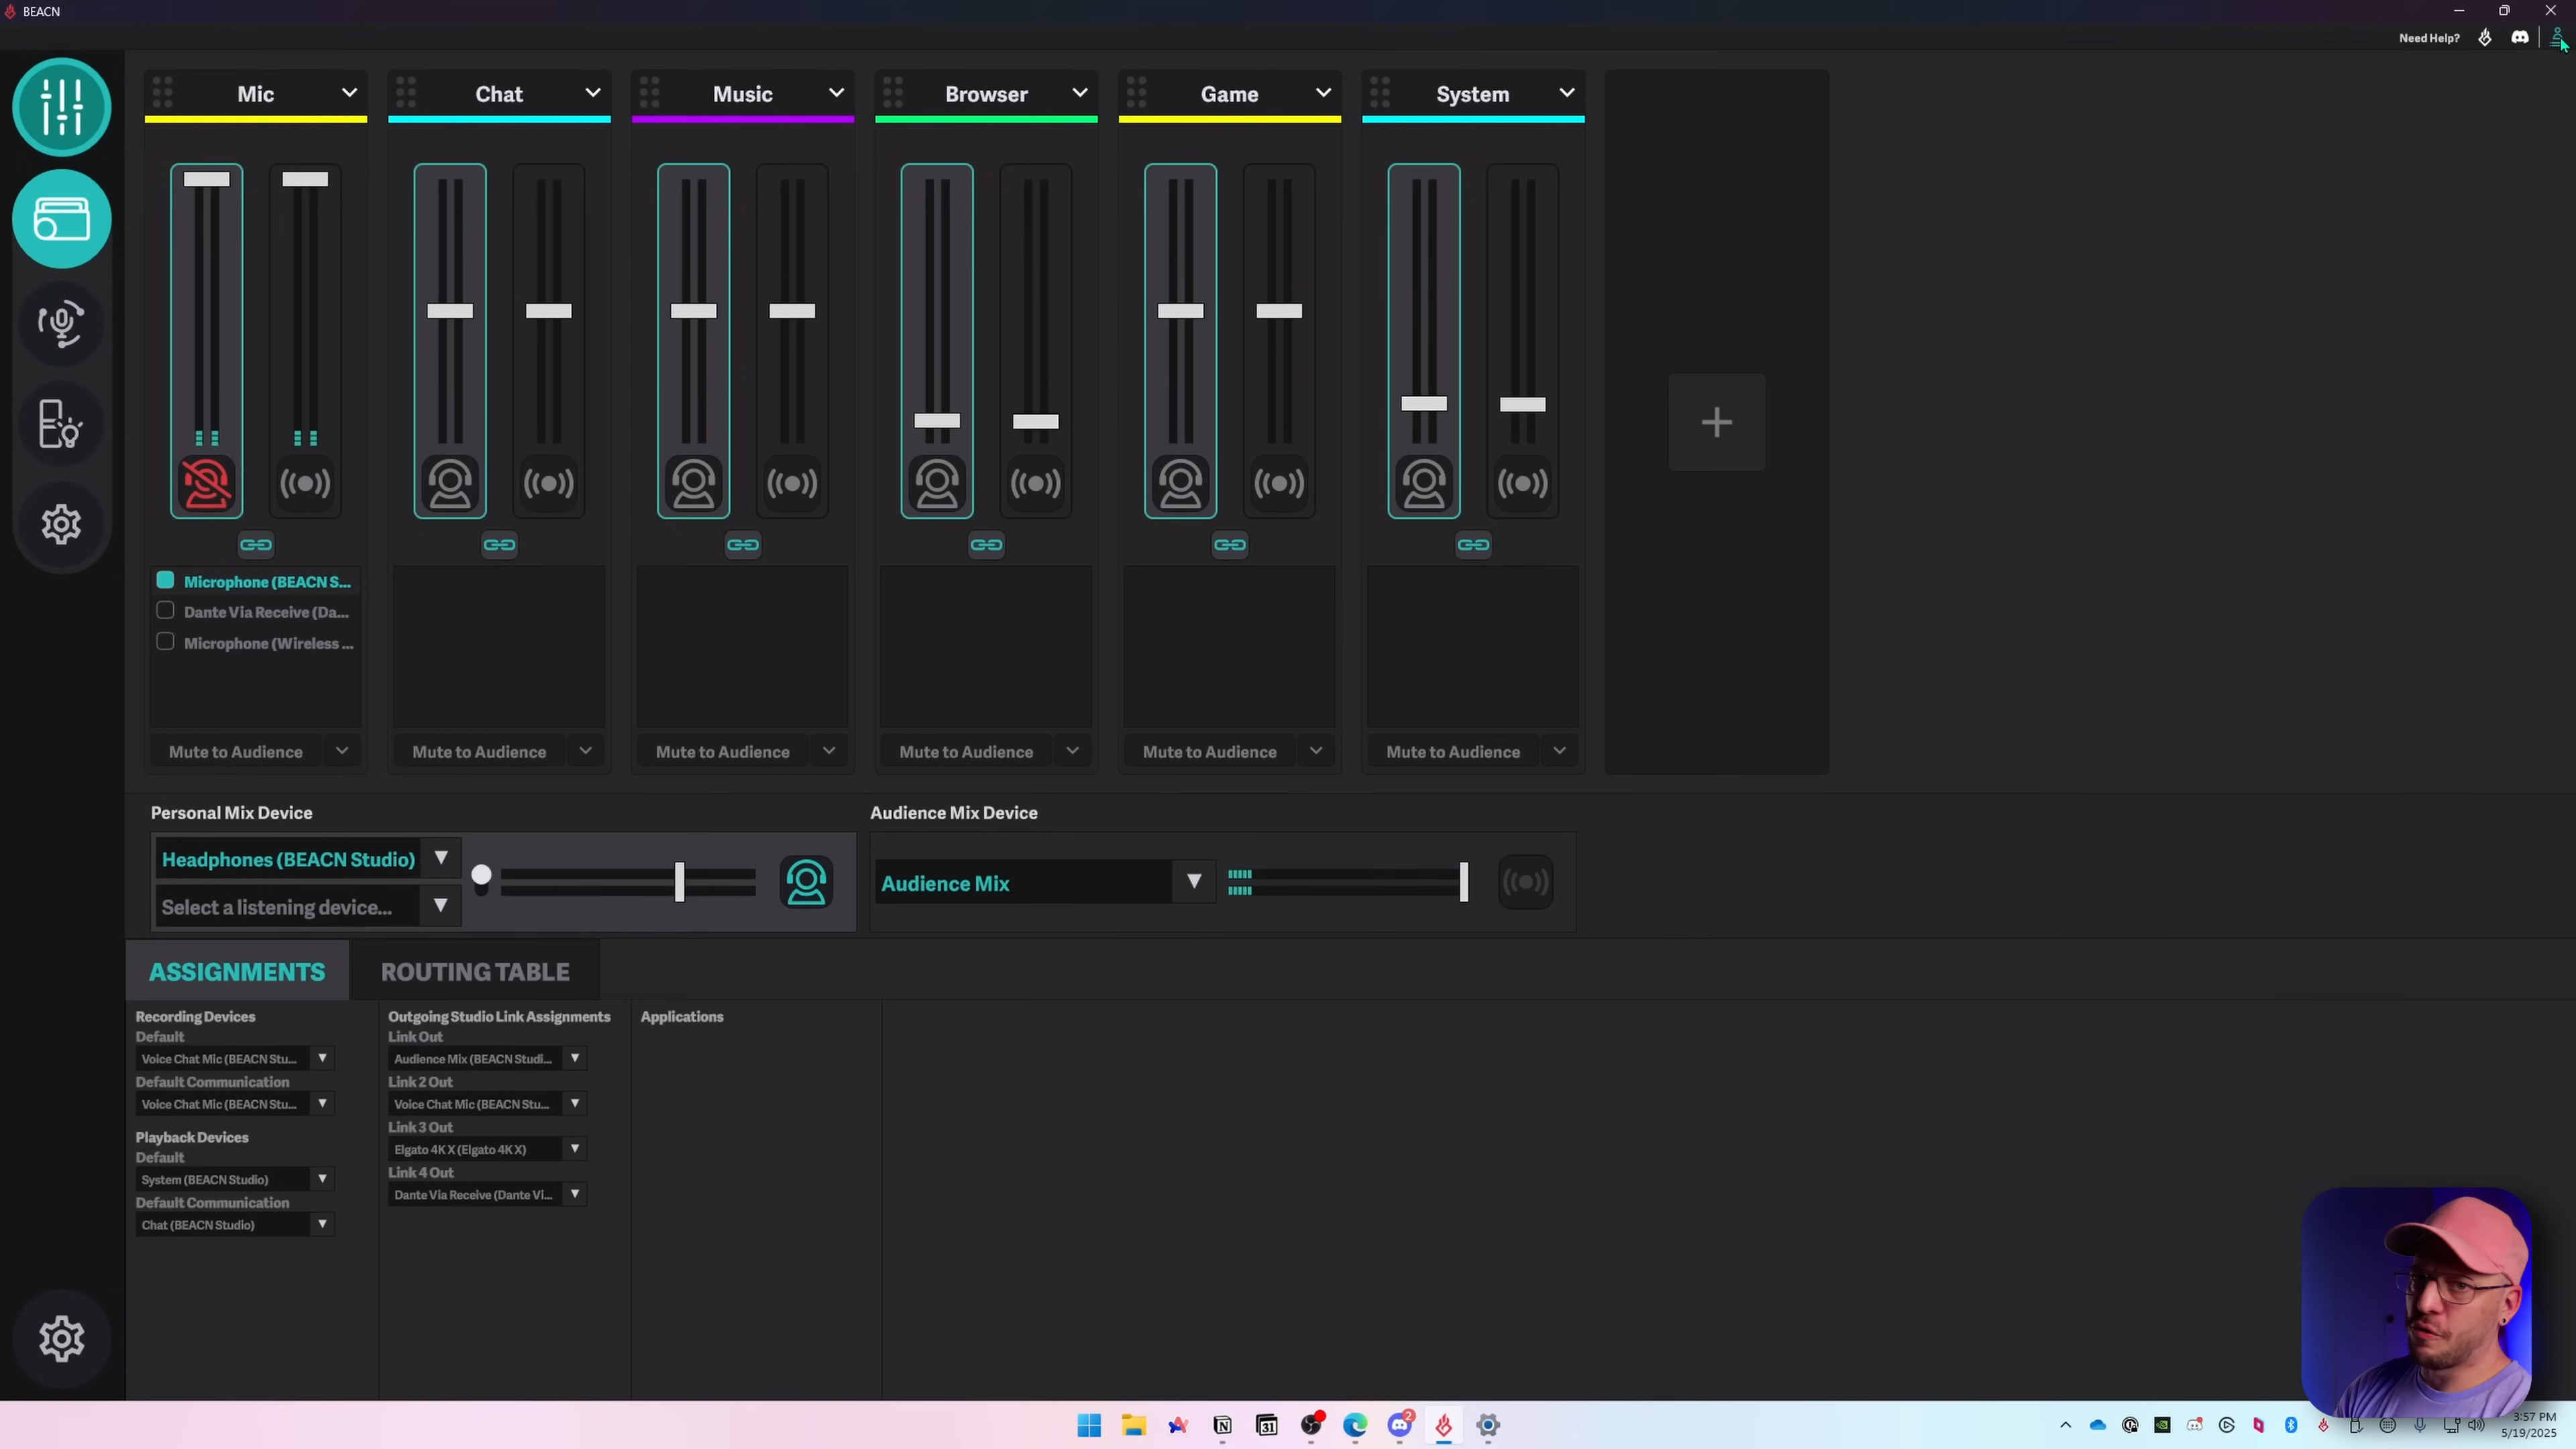 BEACN
Need Help?
Mic
Chat
Music
Browser
Game
System
Microphone (BEACN S...
Dante Via Receive (Da...
Microphone (Wireless ...
Mute to Audience
Mute to Audience
Mute to Audience
Mute to Audience
Mute to Audience
Mute to Audience
Personal Mix Device
Headphones (BEACN Studio)
Select a listening device...
Audience Mix Device
Audience Mix
ASSIGNMENTS
ROUTING TABLE
Recording Devices
Default
Voice Chat Mic (BEACN Stu...
Default Communication
Voice Chat Mic (BEACN Stu...
Playback Devices
Default
System (BEACN Studio)
Default Communication
Chat (BEACN Studio)
Outgoing Studio Link Assignments
Link Out
Audience Mix (BEACN Studi...
Link 2 Out
Voice Chat Mic (BEACN Stu...
Link 3 Out
Elgato 4K X (Elgato 4K X)
Link 4 Out
Dante Via Receive (Dante Vi...
Applications
31
2
3:57 PM
5/19/2025